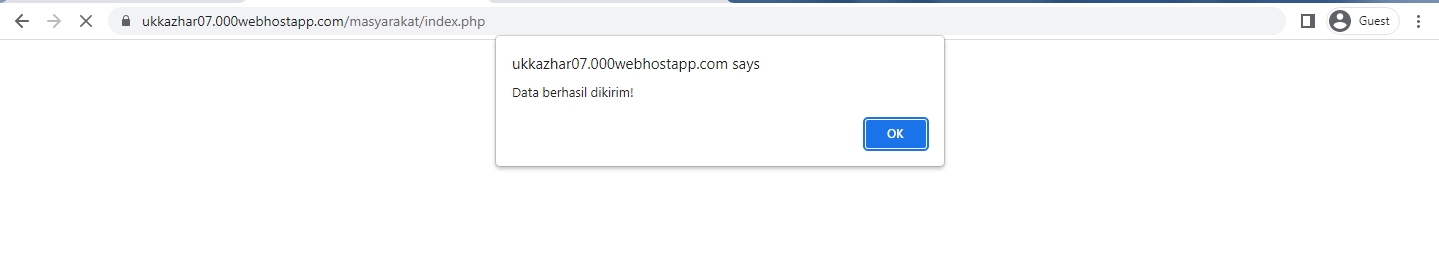 ukkazhar07.000webhostapp.com/masyarakat/index.php
Guest
ukkazhar07.000webhostapp.com says
Data berhasil dikirim!
OK